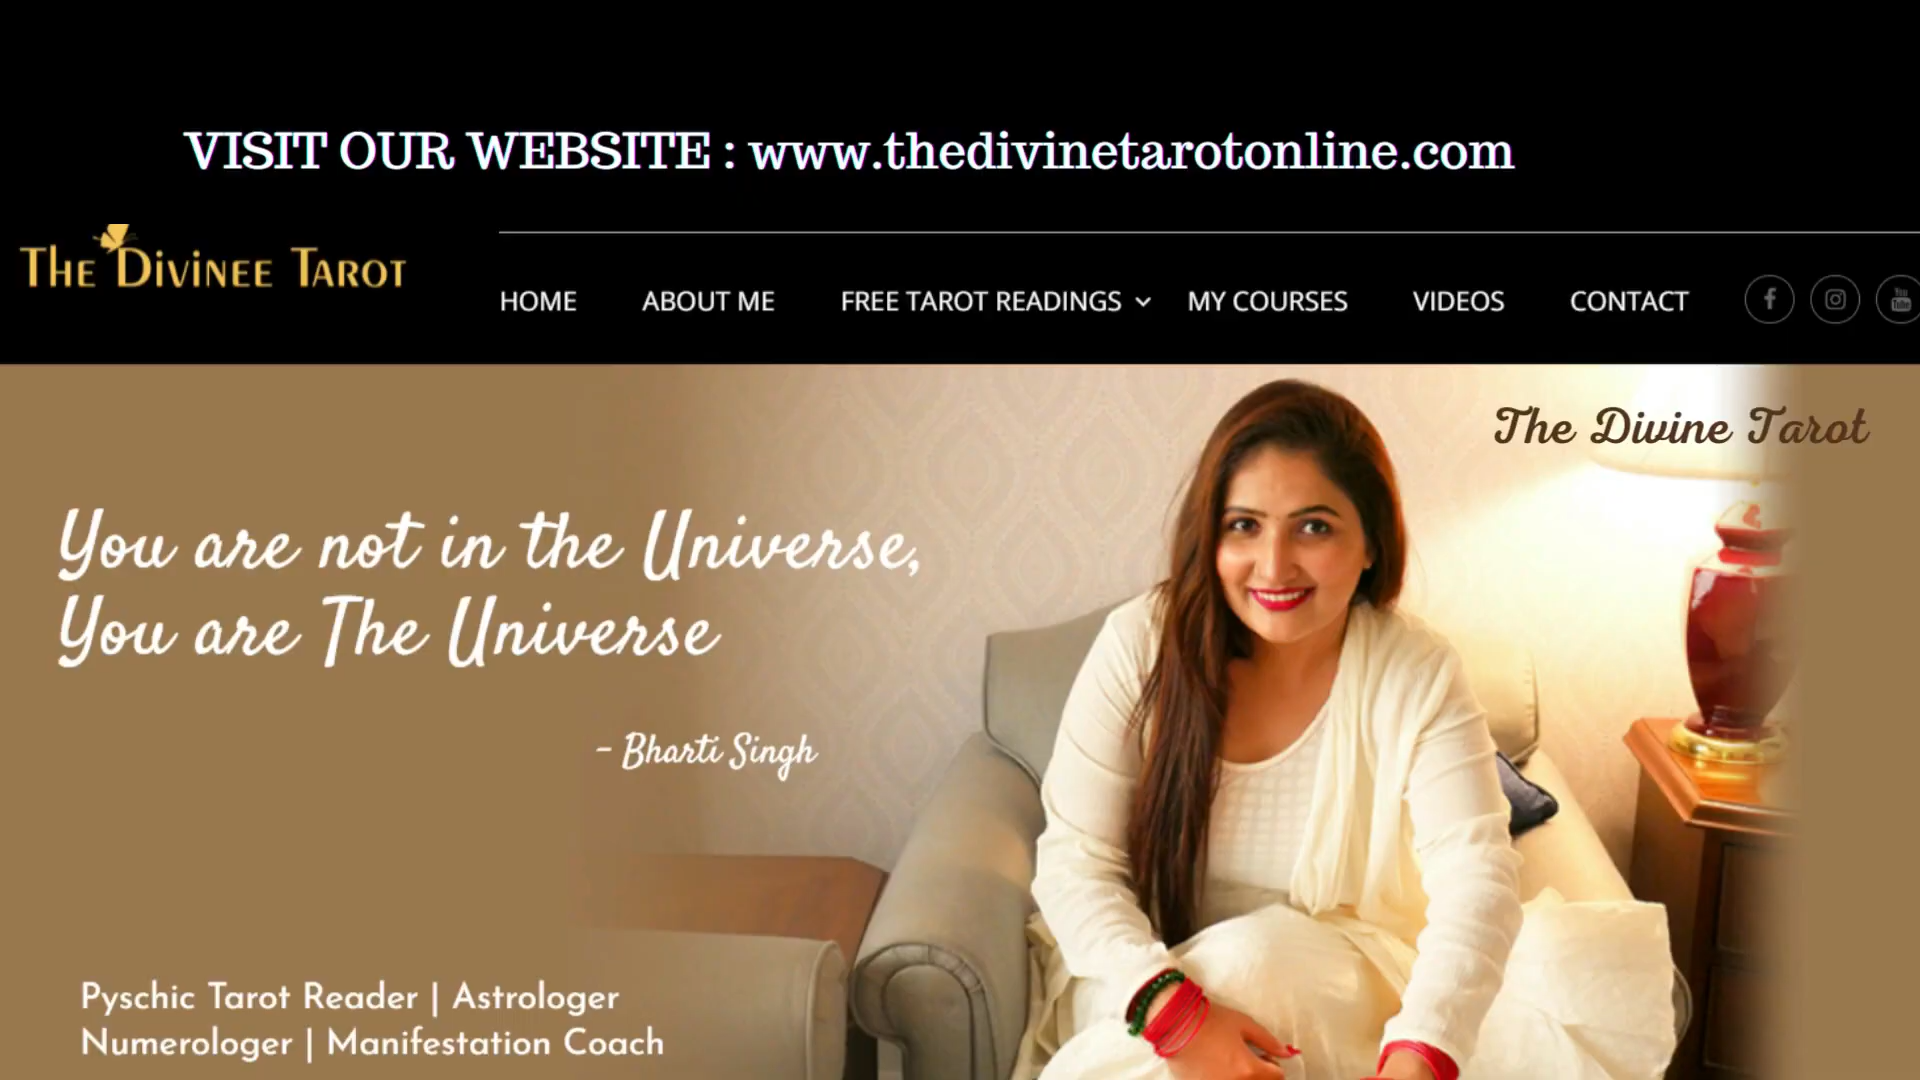 VISIT OUR WEBSITE : www.thedivinetarotonline.com
THE DIVINEE TAROT
HOME ABOUT ME FREE TAROT READINGS MY COURSES VIDEOS CONTACT
You Tube
The Divine Tarot
You are not in the Universe,
You are The Universe
- Bharti Singh
Pyschic Tarot Reader | Astrologer
Numerologer | Manifestation Coach